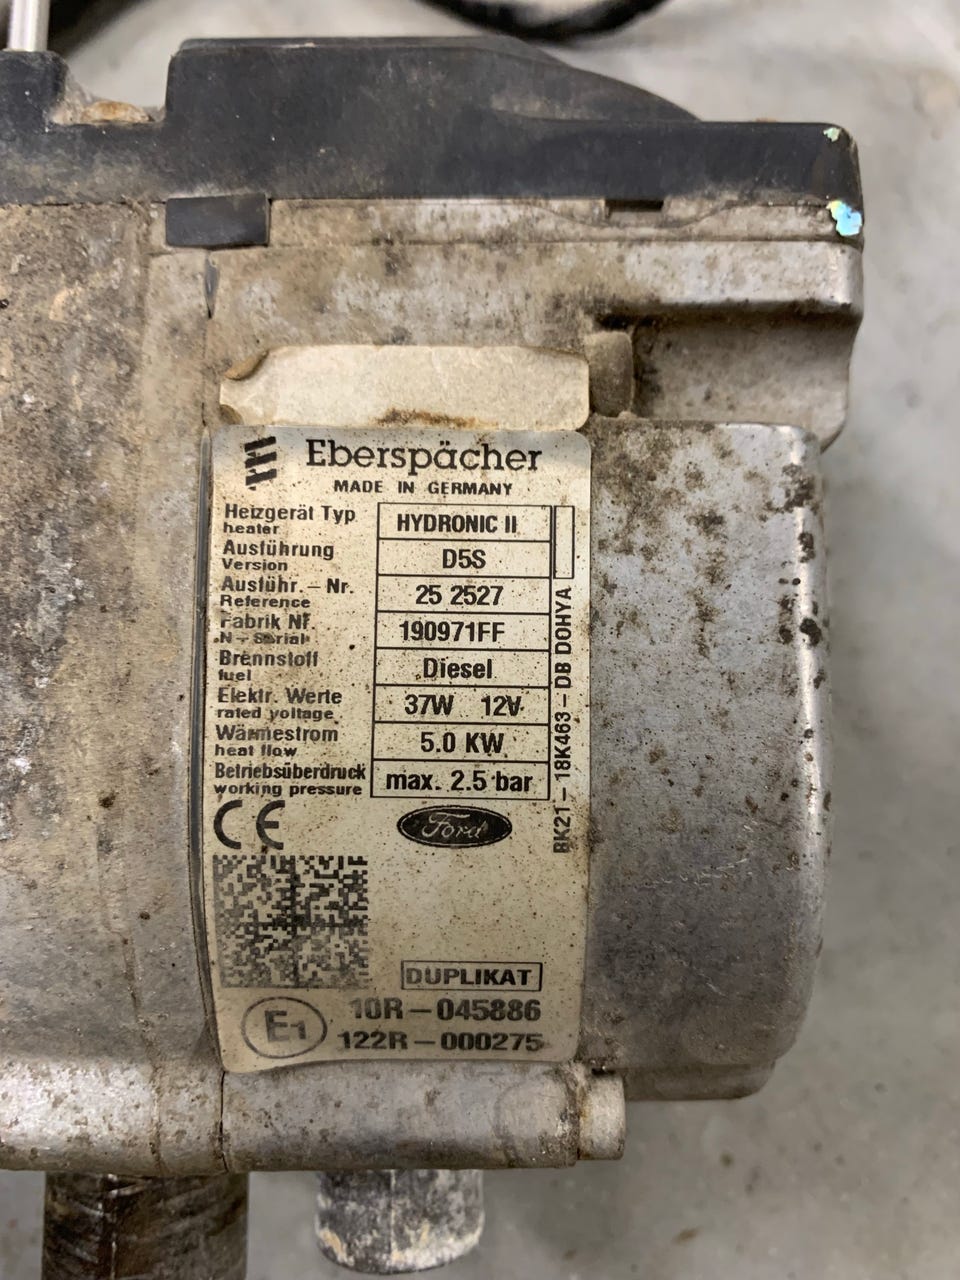 Eberspächer
MADE IN GERMANY
Heizgerät Typ HYDRONIC II
heater
Ausführung D5S
Version
Ausführ. – Nr. 25 2527
Reference
Fabrik Nr. 190971FF
N – Serial
Brennstoff Diesel
fuel
Elektr. Werte 37W 12V
rated voltage
Wärmestrom 5.0 KW
heat flow
Betriebsüberdruck max. 2.5 bar
working pressure
BK21 – 18K463 – DB DOHYA
CE Ford
DUPLIKAT
E1 10R – 045886
122R – 000275